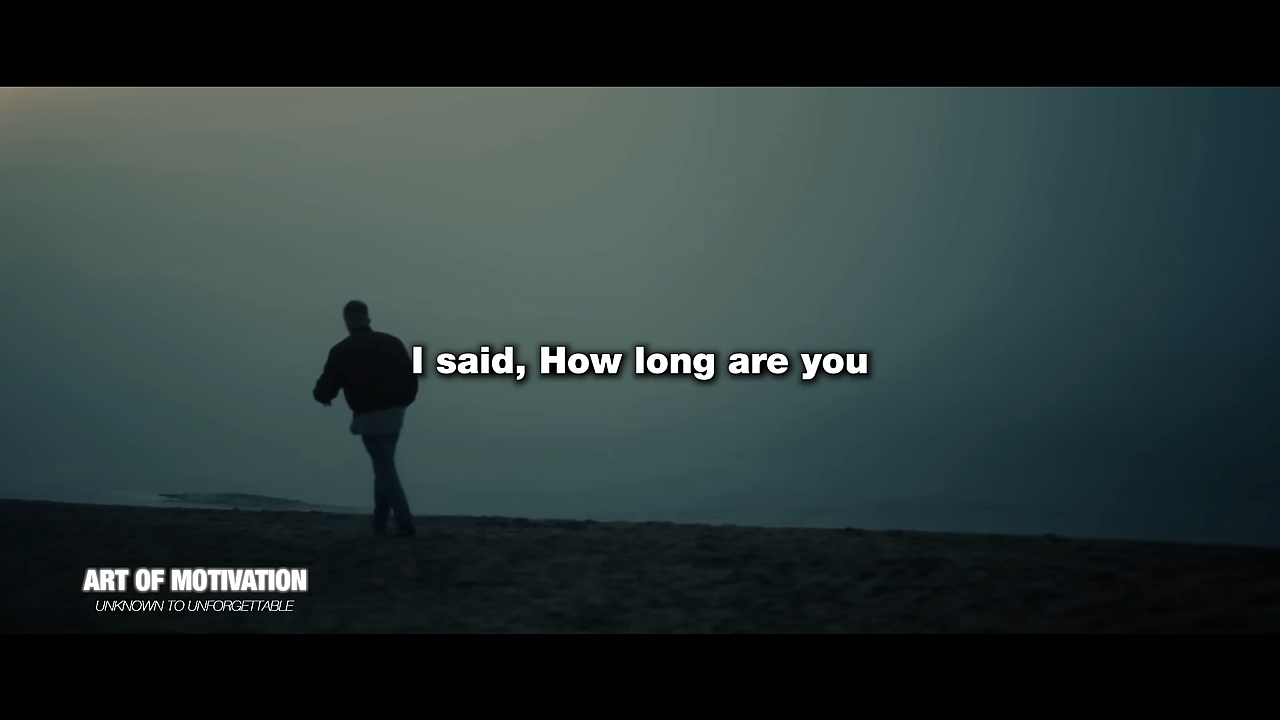 I said, How long are you
ART OF MOTIVATION
UNKNOWN TO UNFORGETTABLE